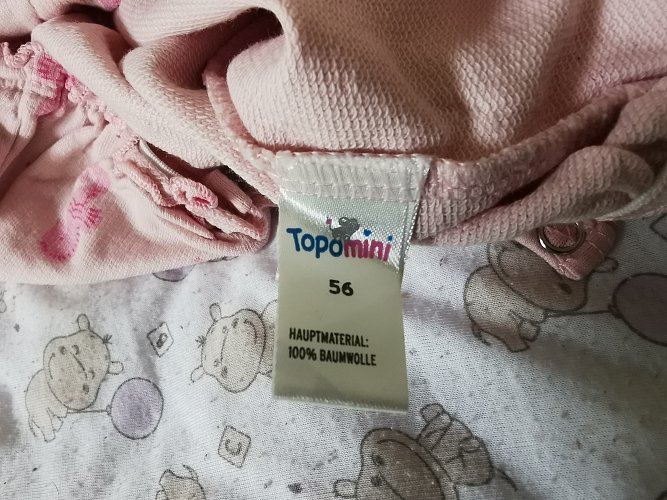 Topomini
56
HAUPTMATERIAL:
100% BAUMWOLLE
C